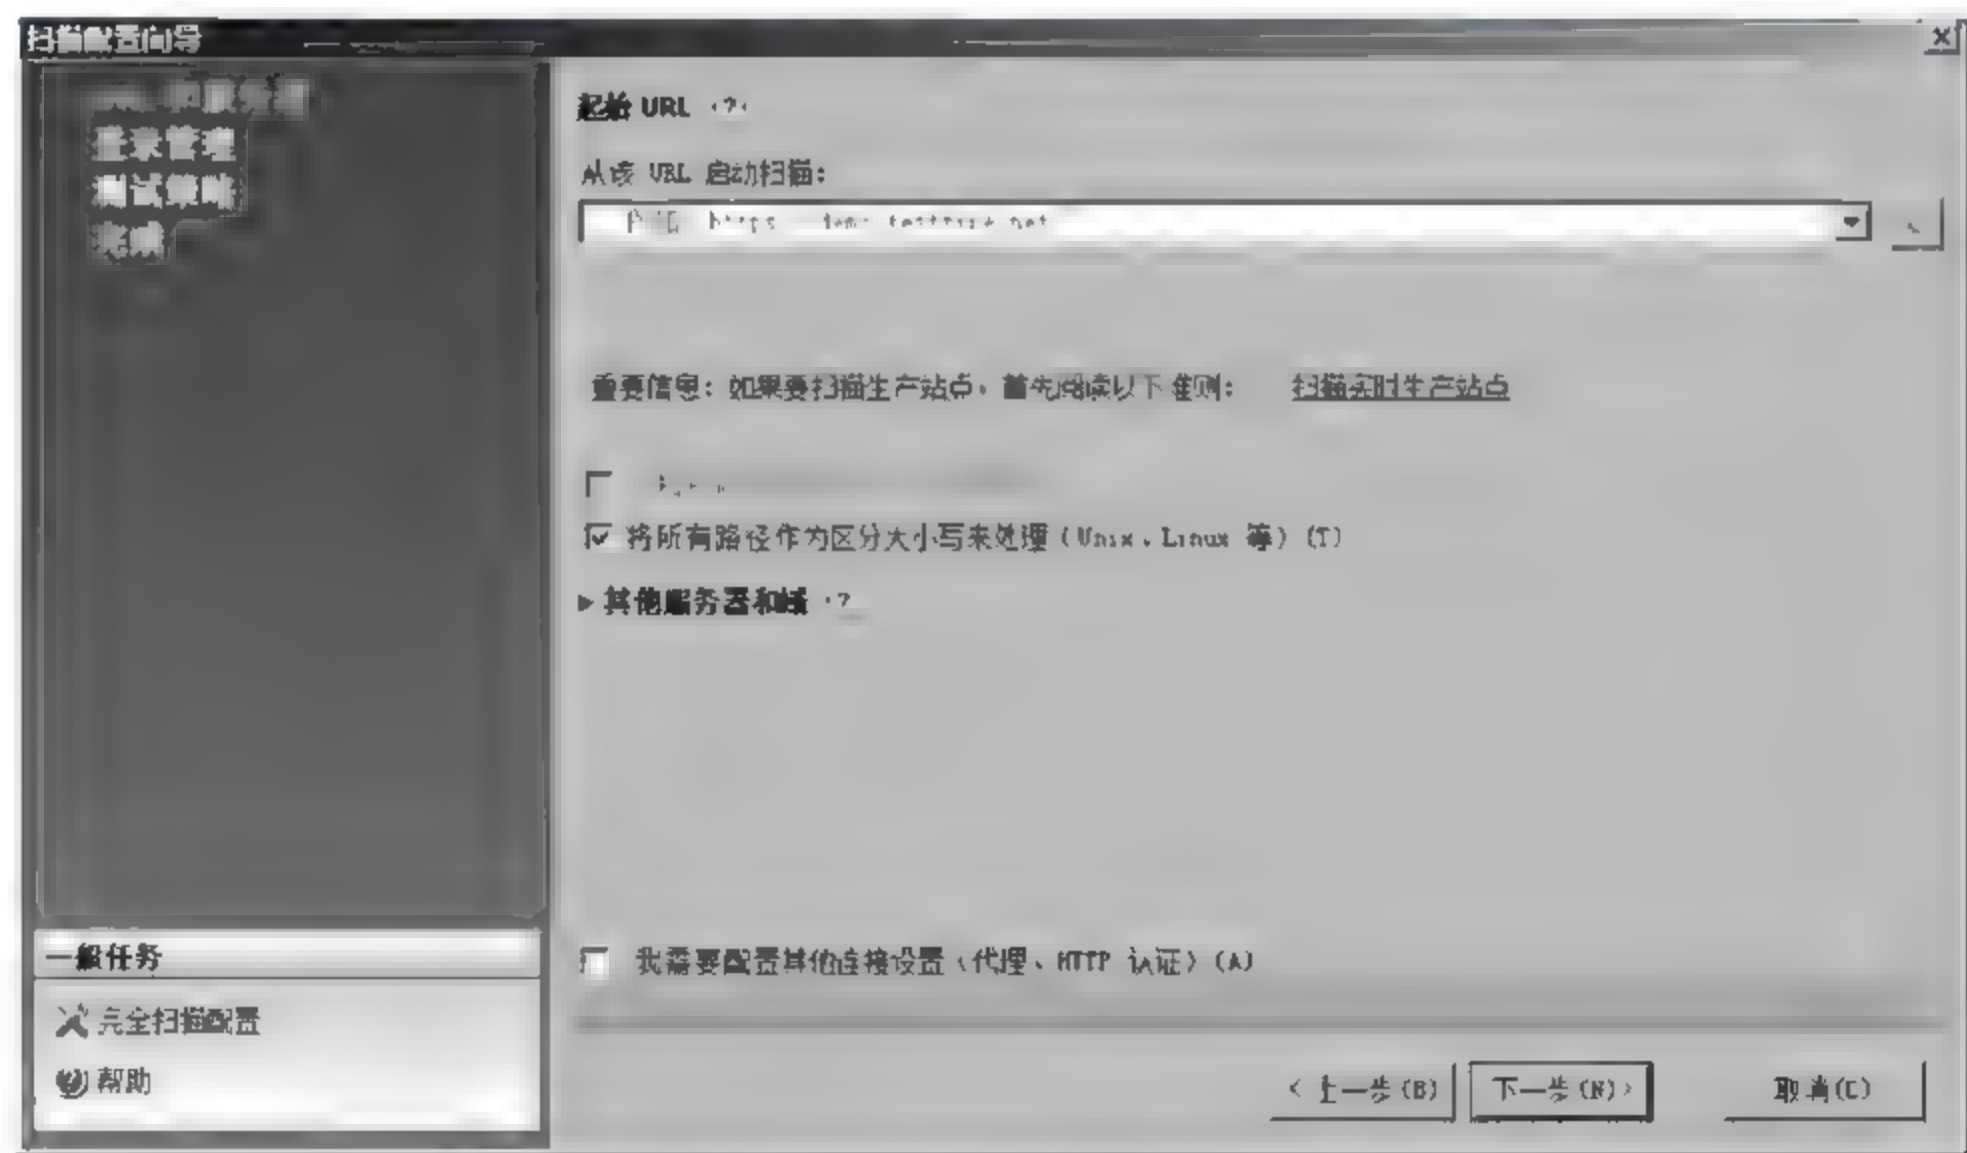 扫描配置向导
登录管理
测试策略
完成
一般任务
完全扫描配置
帮助
起始 URL (?)
从该 URL 启动扫描:
重要信息: 如果要扫描生产站点,首先阅读以下准则: 扫描实时生产站点
将所有路径作为区分大小写来处理(Unix、Linux 等)(T)
其他服务器和域 (?
我需要配置其他连接设置(代理、HTTP 认证)(A)
< 上一步(B)
下一步(N)>
取消(C)